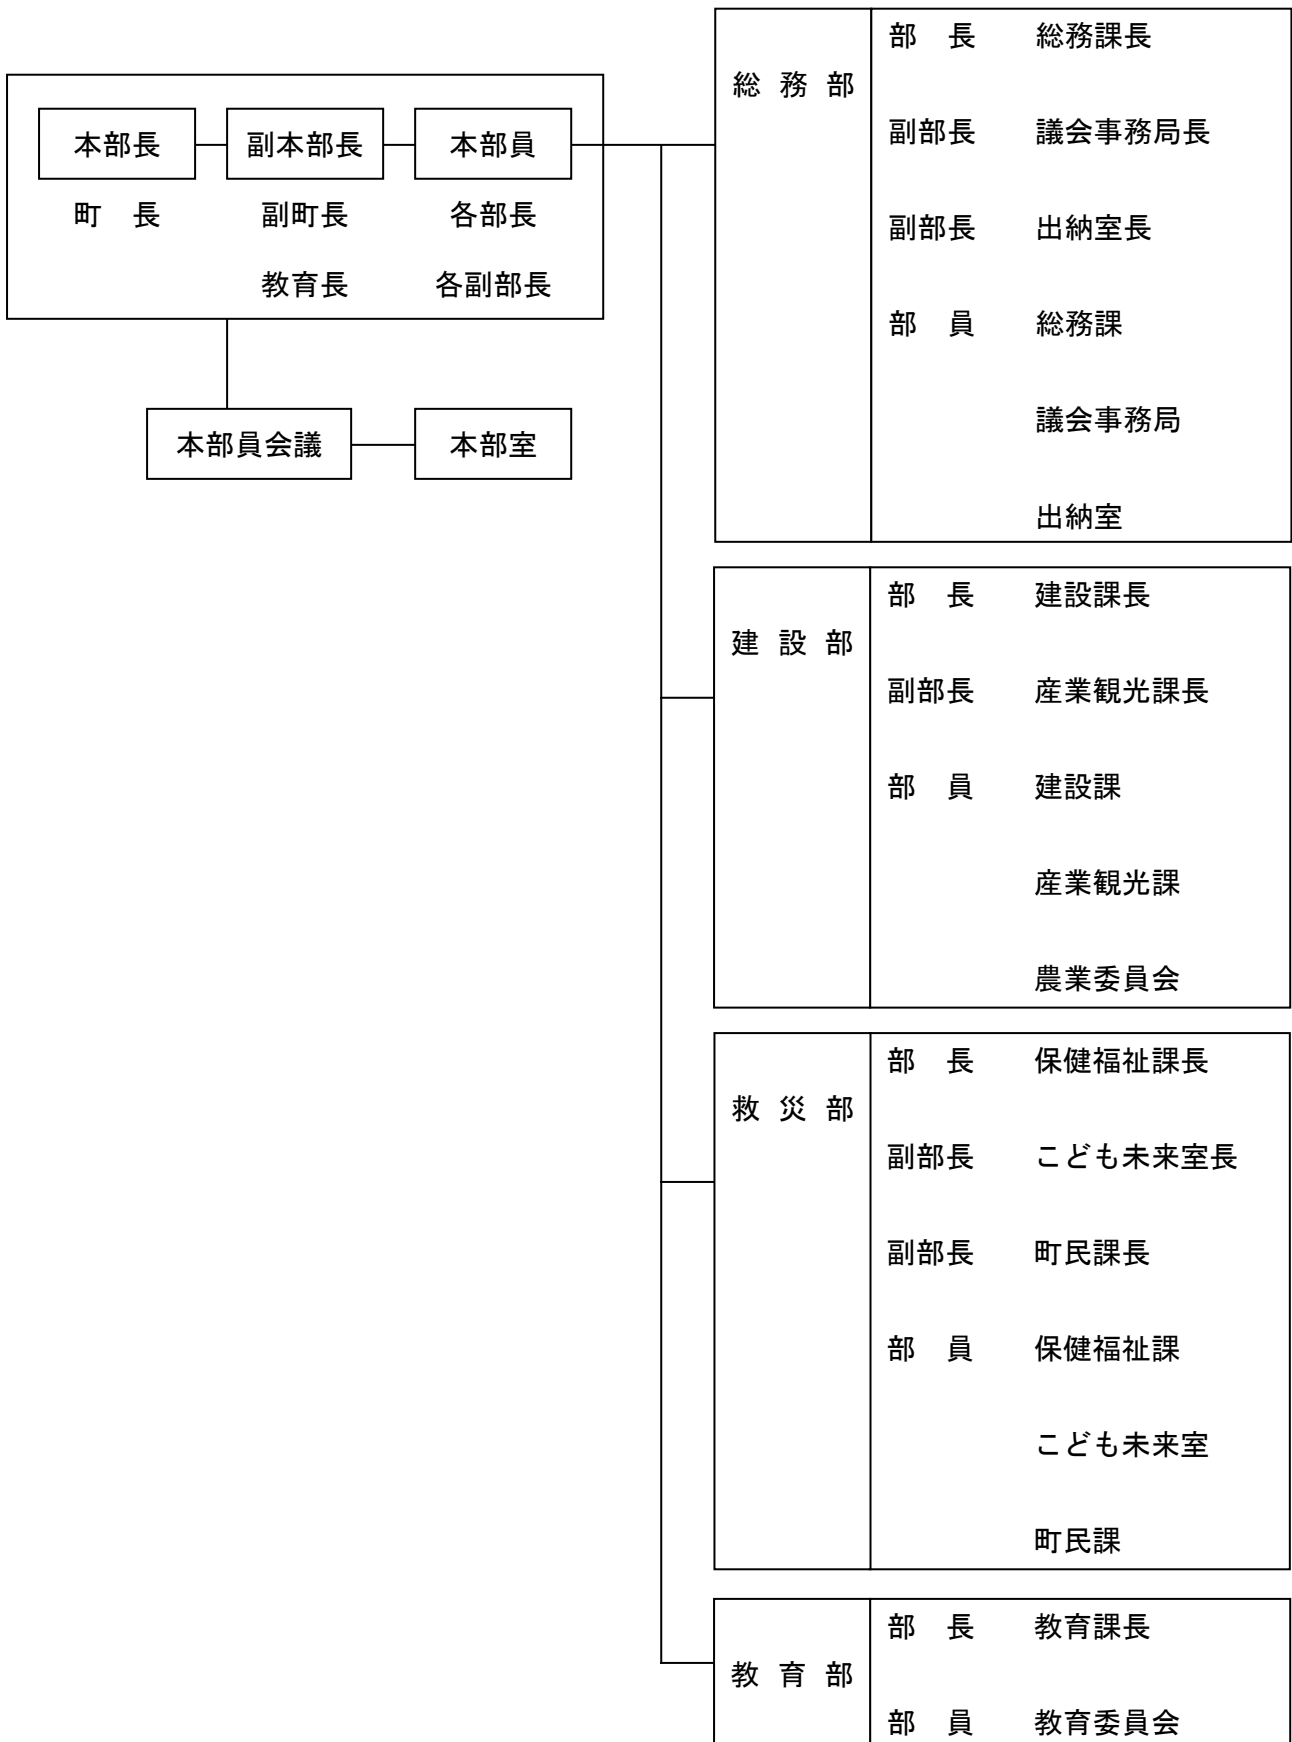 本部長 副本部長 本部員
町　長 副町長 各部長
教育長 各副部長
本部員会議 本部室
総 務 部
部　長 総務課長
副部長 議会事務局長
副部長 出納室長
部　員 総務課
議会事務局
出納室
建 設 部
部　長 建設課長
副部長 産業観光課長
部　員 建設課
産業観光課
農業委員会
救 災 部
部　長 保健福祉課長
副部長 こども未来室長
副部長 町民課長
部　員 保健福祉課
こども未来室
町民課
教 育 部
部　長 教育課長
部　員 教育委員会